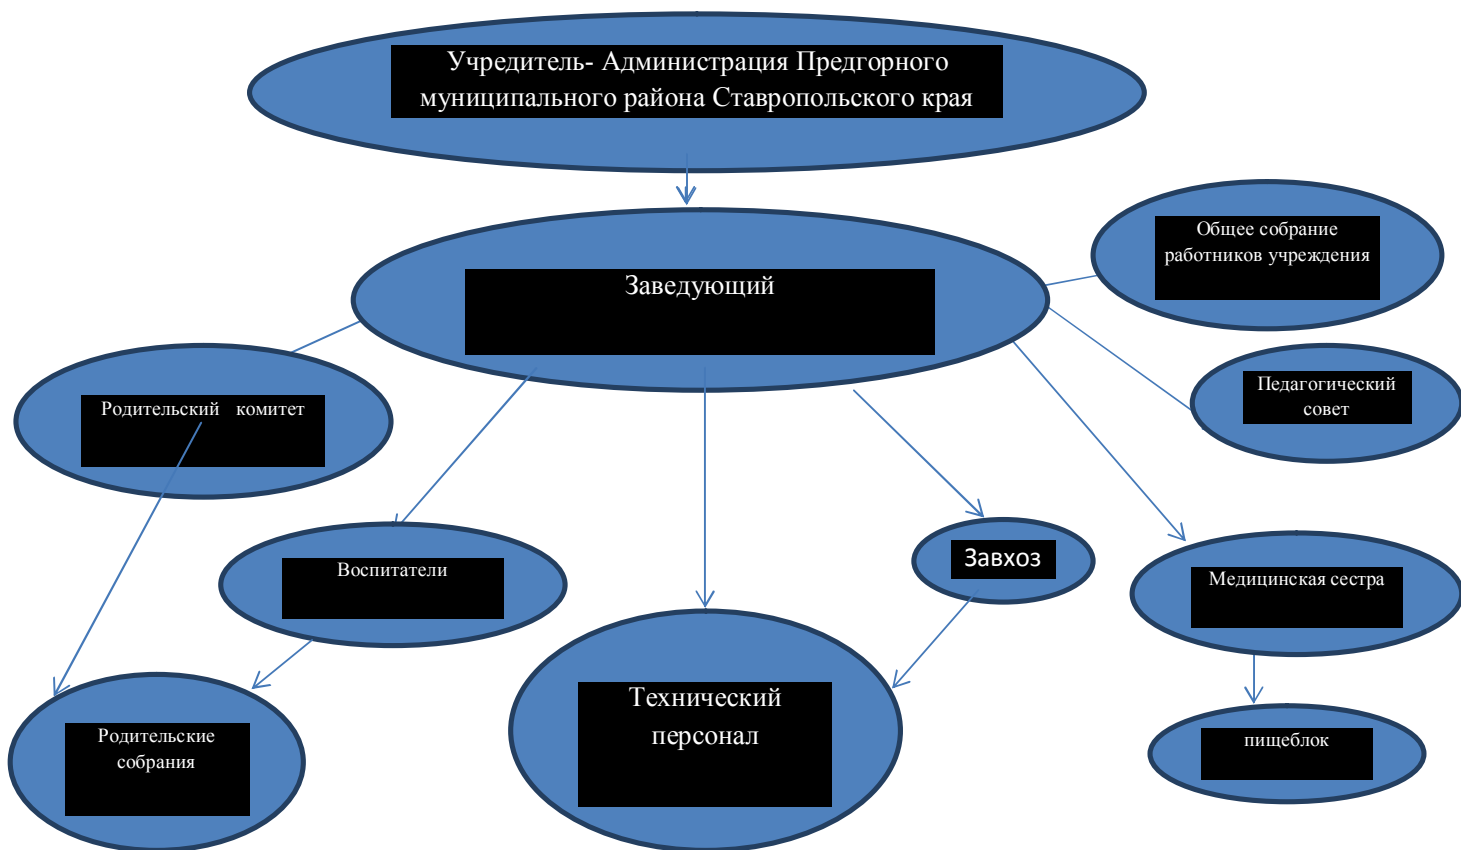 Учредитель- Администрация Предгорного
муниципального района Ставропольского края
Общее собрание
работников учреждения
Заведующий
Педагогический
совет
Родительский комитет
Воспитатели
Завхоз
Медицинская сестра
Технический
персонал
Родительские
собрания
пищеблок